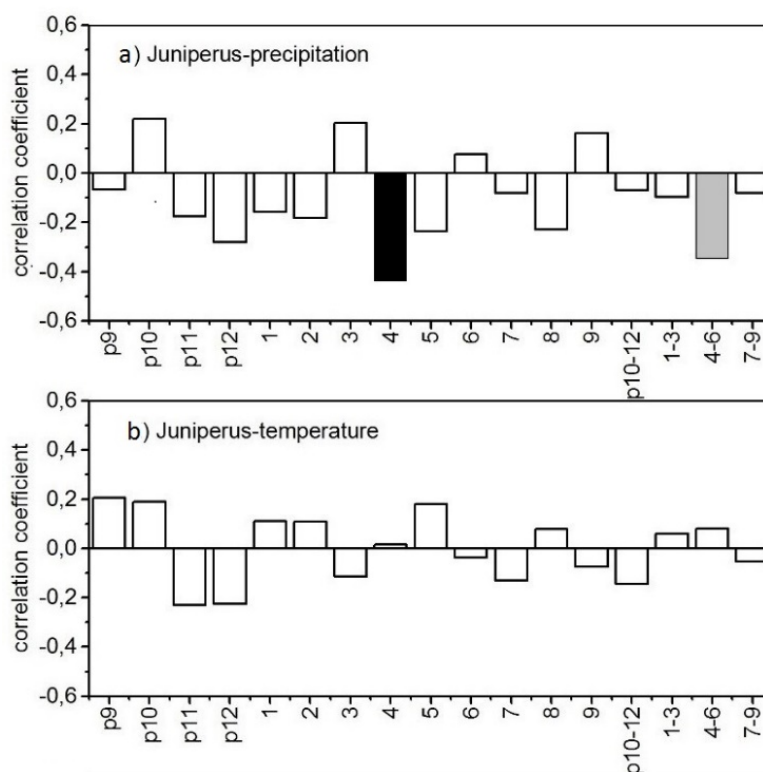 a) Juniperus-precipitation
correlation coefficient
0,6
0,4
0,2
0,0
-0,2
-0,4
-0,6
p9 p10 p11 p12 1 2 3 4 5 6 7 8 9 p10-12 1-3 4-6 7-9
b) Juniperus-temperature
correlation coefficient
0,6
0,4
0,2
0,0
-0,2
-0,4
-0,6
p9 p10 p11 p12 1 2 3 4 5 6 7 8 9 p10-12 1-3 4-6 7-9